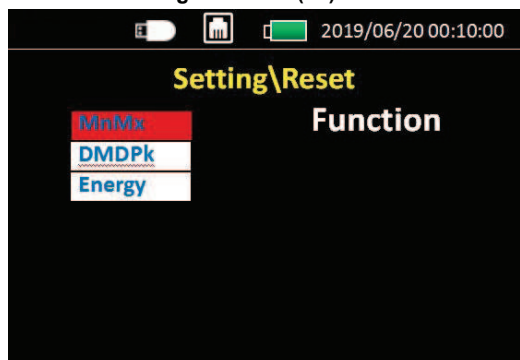 2019/06/20 00:10:00
Setting\Reset
MnMx
Function
DMDPk
Energy